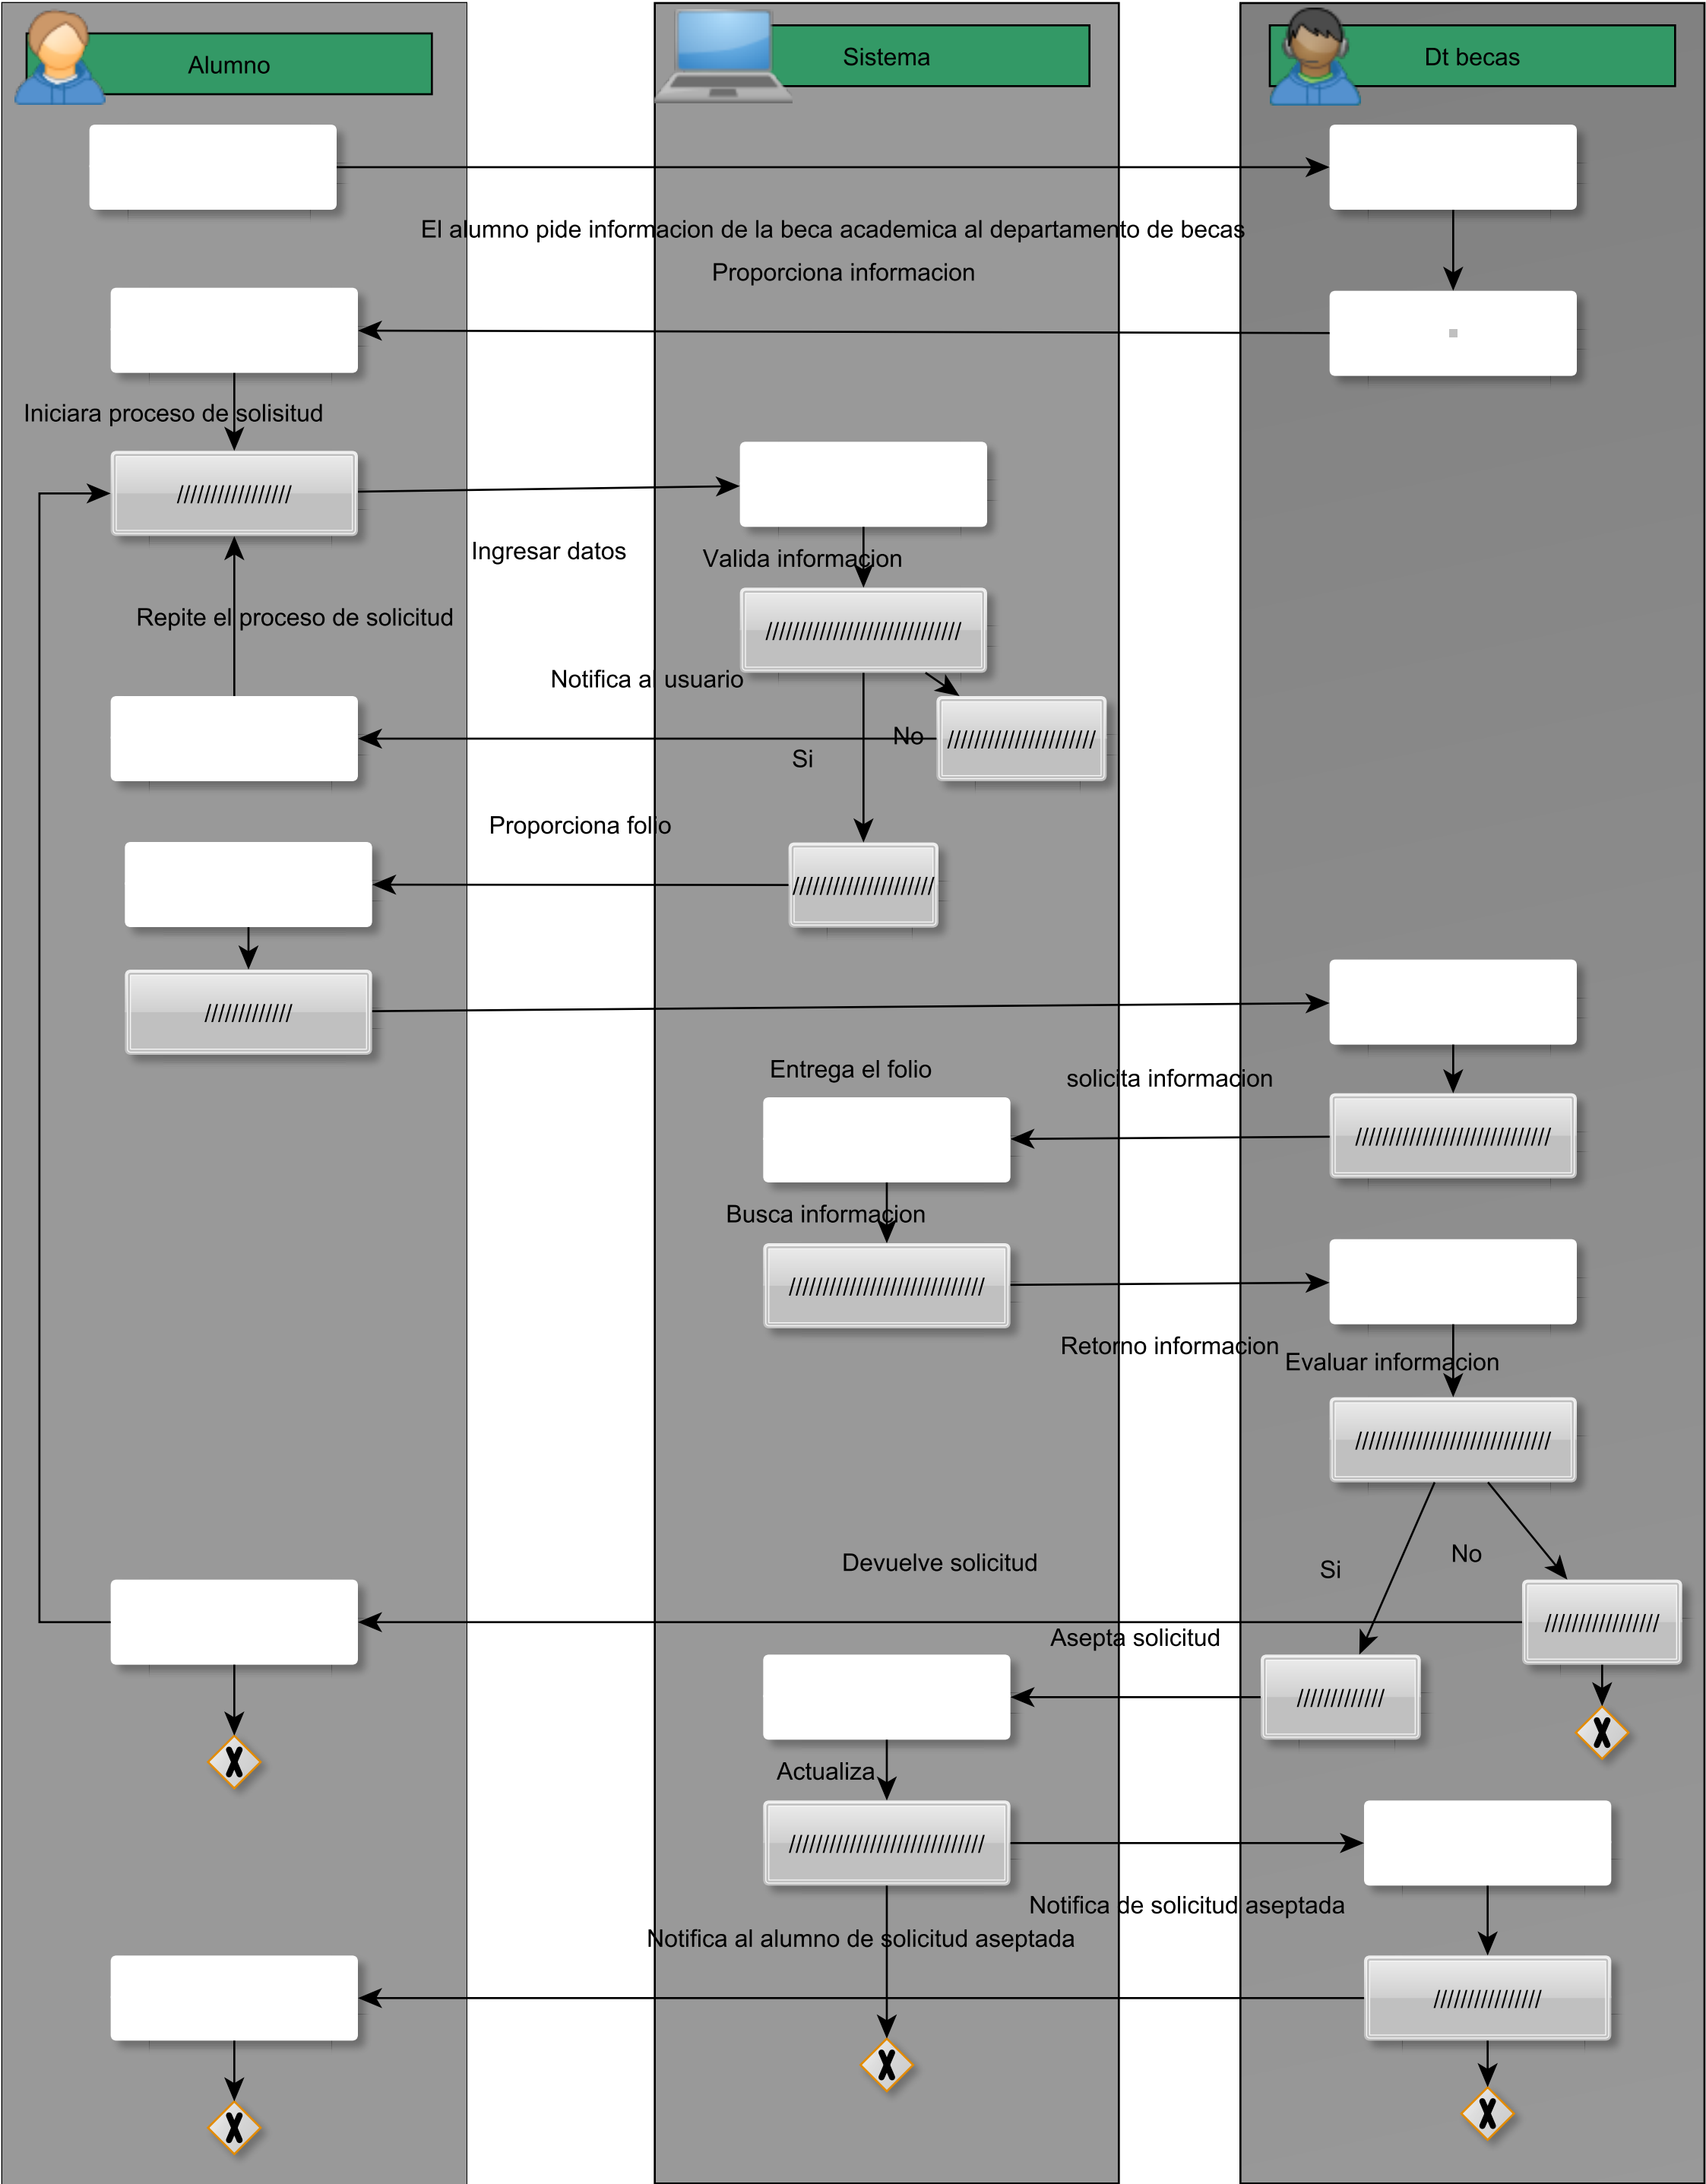 Alumno
Sistema
Dt becas
El alumno pide informacion de la beca academica al departamento de becas
Proporciona informacion
Iniciara proceso de solisitud
/////////////////
Ingresar datos
Valida informacion
Repite el proceso de solicitud
/////////////////////////////
Notifica al usuario
No
//////////////////////
Si
Proporciona folio
/////////////////////
/////////////
Entrega el folio
solicita informacion
/////////////////////////////
Busca informacion
/////////////////////////////
Retorno informacion
Evaluar informacion
/////////////////////////////
Devuelve solicitud
Si
No
/////////////////
Asepta solicitud
/////////////
Actualiza
/////////////////////////////
Notifica de solicitud aseptada
Notifica al alumno de solicitud aseptada
////////////////